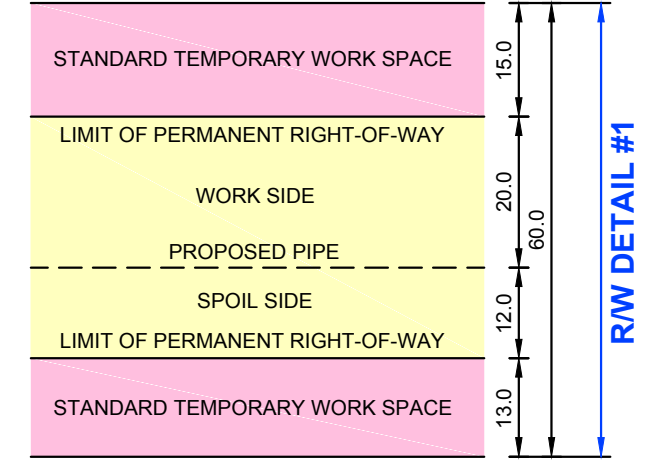 STANDARD TEMPORARY WORK SPACE
15.0
LIMIT OF PERMANENT RIGHT-OF-WAY
WORK SIDE
20.0
PROPOSED PIPE
60.0
SPOIL SIDE
12.0
LIMIT OF PERMANENT RIGHT-OF-WAY
STANDARD TEMPORARY WORK SPACE
13.0
R/W DETAIL #1